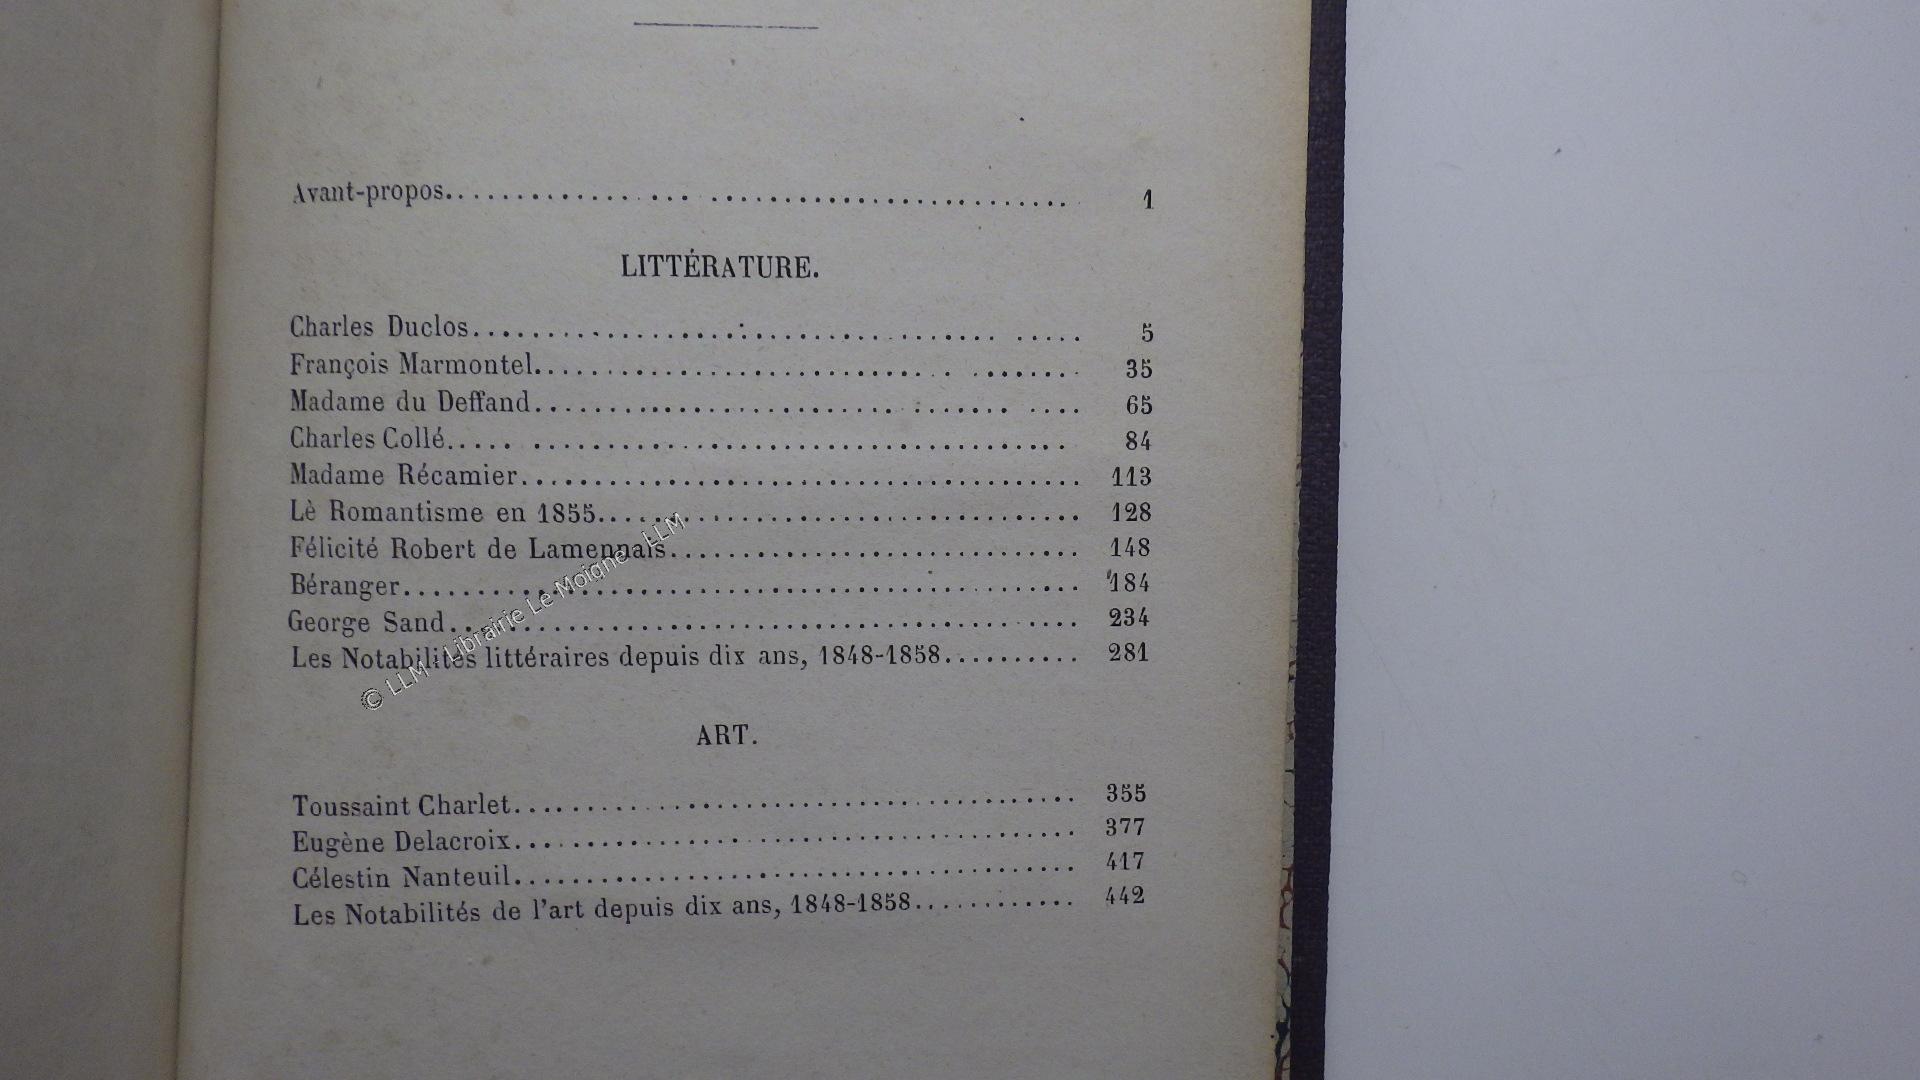 Avant-propos........................................ 1
LITTÉRATURE.
Charles Duclos........................................ 5
François Marmontel.................................... 35
Madame du Deffand..................................... 65
Charles Collé......................................... 84
Madame Récamier....................................... 113
Lè Romantisme en 1855................................. 128
Félicité Robert de Lamennais............................ 148
Béranger.............................................. 184
George Sand........................................... 234
Les Notabilités littéraires depuis dix ans, 1848-1858.......... 281
© LLM - Librairie Le Moigne - LLM
ART.
Toussaint Charlet...................................... 355
Eugène Delacroix...................................... 377
Célestin Nanteuil...................................... 417
Les Notabilités de l'art depuis dix ans, 1848-1858............ 442